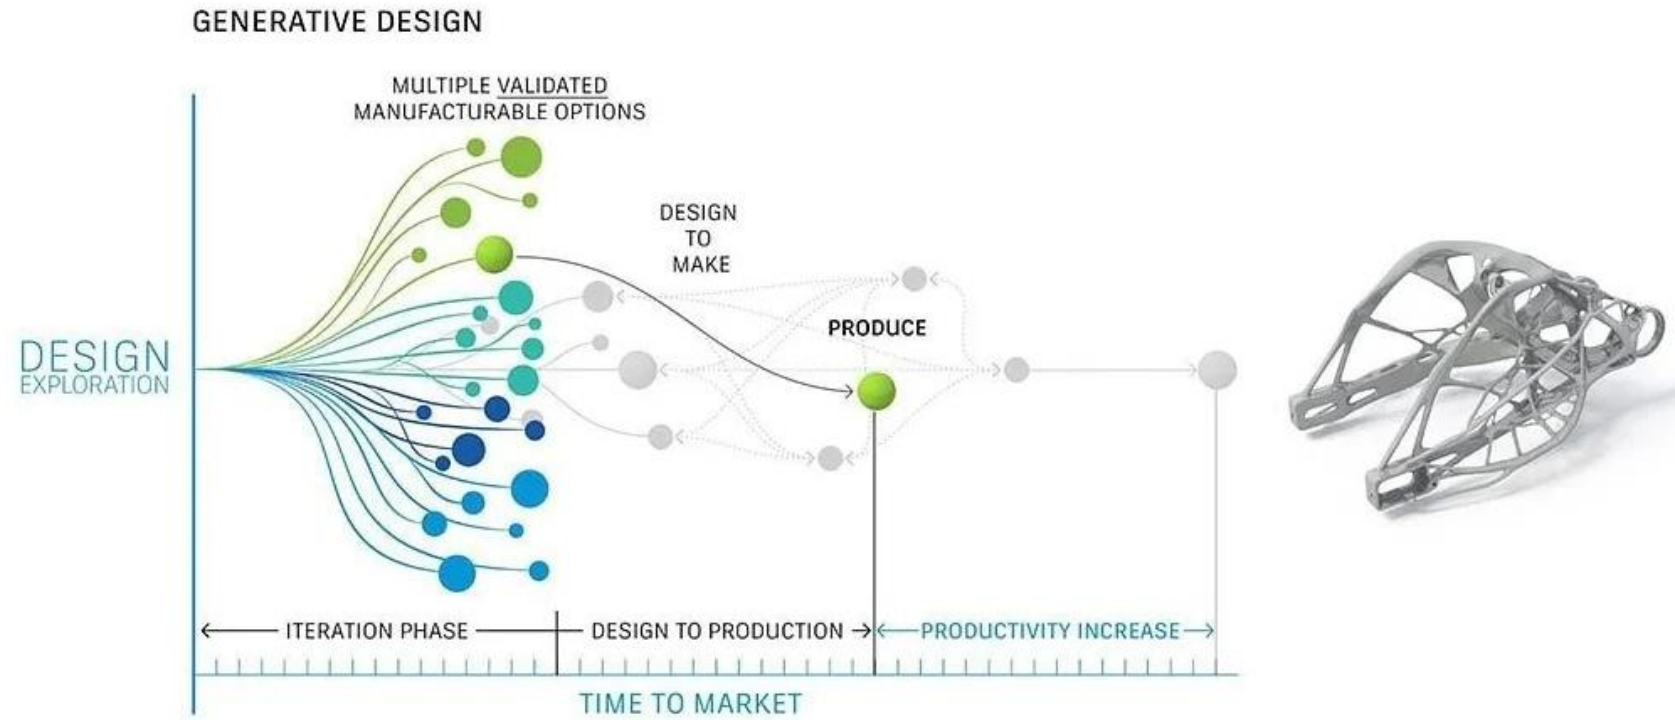 GENERATIVE DESIGN
MULTIPLE VALIDATED
MANUFACTURABLE OPTIONS
DESIGN
TO
MAKE
PRODUCE
DESIGN
EXPLORATION
ITERATION PHASE
DESIGN TO PRODUCTION
PRODUCTIVITY INCREASE
TIME TO MARKET